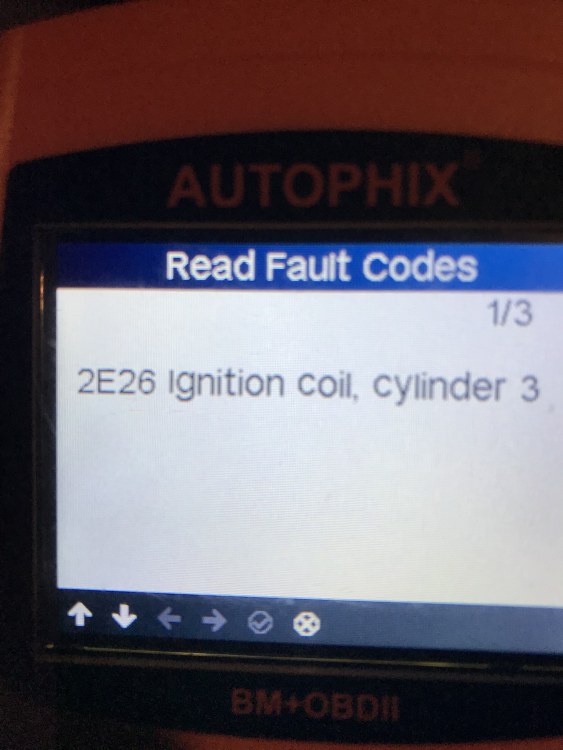 AUTOPHIX
Read Fault Codes
1/3
2E26 Ignition coil, cylinder 3
BM+OBDII